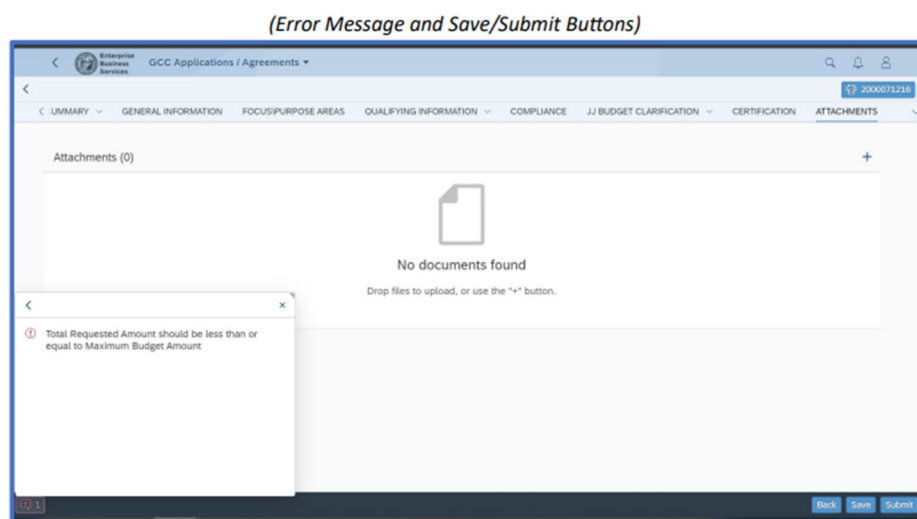 (Error Message and Save/Submit Buttons)
Enterprise
Business
Services
GCC Applications / Agreements
2000071216
UMMARY GENERAL INFORMATION FOCUS\PURPOSE AREAS QUALIFYING INFORMATION COMPLIANCE JJ BUDGET CLARIFICATION CERTIFICATION ATTACHMENTS
Attachments (0)
No documents found
Drop files to upload, or use the "+" button.
Total Requested Amount should be less than or
equal to Maximum Budget Amount
1
Back Save Submit